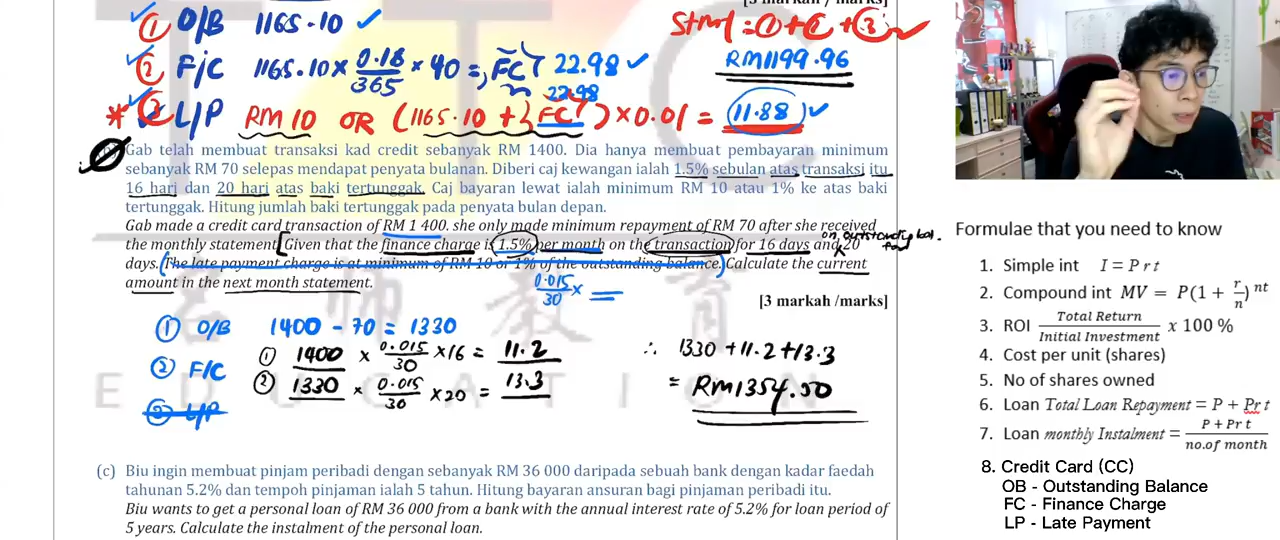 ① O/B 1165.10 ✓
Stmt = ① + ② + ③ ✓
② F/C 1165.10 × 0.18/365 × 40 =, FC↑ 22.98 ✓
RM1199.96
22.98
* ③ L/P RM 10 OR (1165.10 + FC↑) × 0.01 = 11.88 ✓
Gab telah membuat transaksi kad credit sebanyak RM 1400. Dia hanya membuat pembayaran minimum
sebanyak RM 70 selepas mendapat penyata bulanan. Diberi caj kewangan ialah 1.5% sebulan atas transaksi itu
16 hari dan 20 hari atas baki tertunggak. Caj bayaran lewat ialah minimum RM 10 atau 1% ke atas baki
tertunggak. Hitung jumlah baki tertunggak pada penyata bulan depan.
Gab made a credit card transaction of RM 1 400. she only made minimum repayment of RM 70 after she received
the monthly statement. Given that the finance charge is 1.5% per month on the transaction for 16 days and 20
on outstanding bal. for
days. (The late payment charge is at minimum of RM 10 or 1% of the outstanding balance.) Calculate the current
amount in the next month statement.
0.015/30 ×
[3 markah /marks]
① O/B 1400 - 70 = 1330
② F/C ① 1400 × 0.015/30 × 16 = 11.2
② 1330 × 0.015/30 × 20 = 13.3
③ L/P
∴ 1330 + 11.2 + 13.3
= RM1354.50
EDUCATION
(c) Biu ingin membuat pinjam peribadi dengan sebanyak RM 36 000 daripada sebuah bank dengan kadar faedah
tahunan 5.2% dan tempoh pinjaman ialah 5 tahun. Hitung bayaran ansuran bagi pinjaman peribadi itu.
Biu wants to get a personal loan of RM 36 000 from a bank with the annual interest rate of 5.2% for loan period of
5 years. Calculate the instalment of the personal loan.
Formulae that you need to know
1. Simple int I = P r t
2. Compound int MV = P(1 + r/n)^nt
3. ROI Total Return/Initial Investment x 100 %
4. Cost per unit (shares)
5. No of shares owned
6. Loan Total Loan Repayment = P + Pr t
7. Loan monthly Instalment = P + Pr t/no.of month
8. Credit Card (CC)
OB - Outstanding Balance
FC - Finance Charge
LP - Late Payment